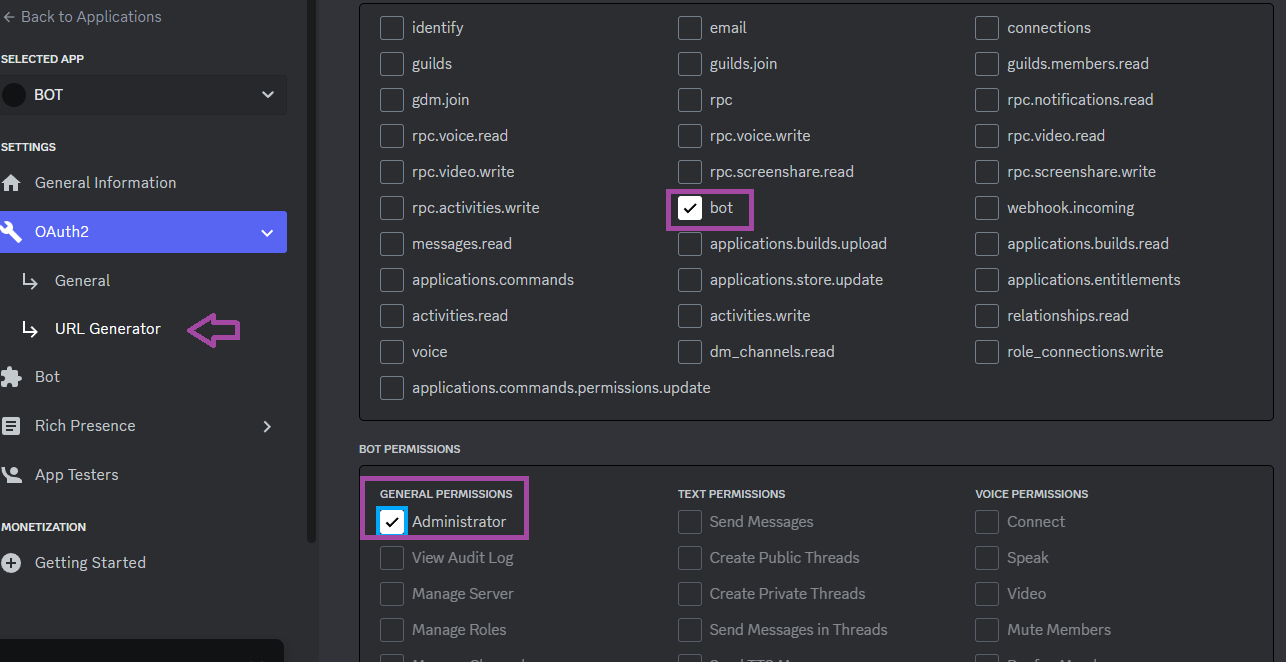 Back to Applications
SELECTED APP
BOT
SETTINGS
General Information
OAuth2
General
URL Generator
Bot
Rich Presence
App Testers
MONETIZATION
Getting Started
identify email connections
guilds guilds.join guilds.members.read
gdm.join rpc rpc.notifications.read
rpc.voice.read rpc.voice.write rpc.video.read
rpc.video.write rpc.screenshare.read rpc.screenshare.write
rpc.activities.write bot webhook.incoming
messages.read applications.builds.upload applications.builds.read
applications.commands applications.store.update applications.entitlements
activities.read activities.write relationships.read
voice dm_channels.read role_connections.write
applications.commands.permissions.update
BOT PERMISSIONS
GENERAL PERMISSIONS TEXT PERMISSIONS VOICE PERMISSIONS
Administrator Send Messages Connect
View Audit Log Create Public Threads Speak
Manage Server Create Private Threads Video
Manage Roles Send Messages in Threads Mute Members